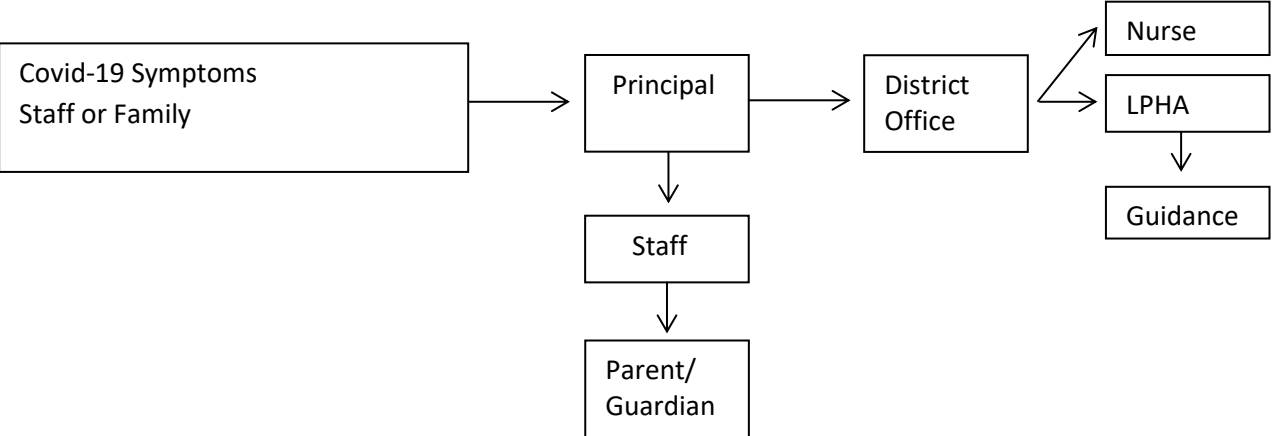 Covid-19 Symptoms
Staff or Family
Principal
District
Office
Nurse
LPHA
Guidance
Staff
Parent/
Guardian